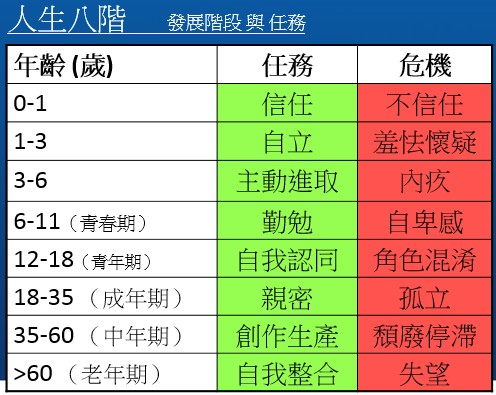 人生八階 發展階段 與 任務
年齡 (歲) 任務 危機
0-1 信任 不信任
1-3 自立 羞怯懷疑
3-6 主動進取 內疚
6-11 (青春期) 勤勉 自卑感
12-18 (青年期) 自我認同 角色混淆
18-35 (成年期) 親密 孤立
35-60 (中年期) 創作生產 頹廢停滯
>60 (老年期) 自我整合 失望